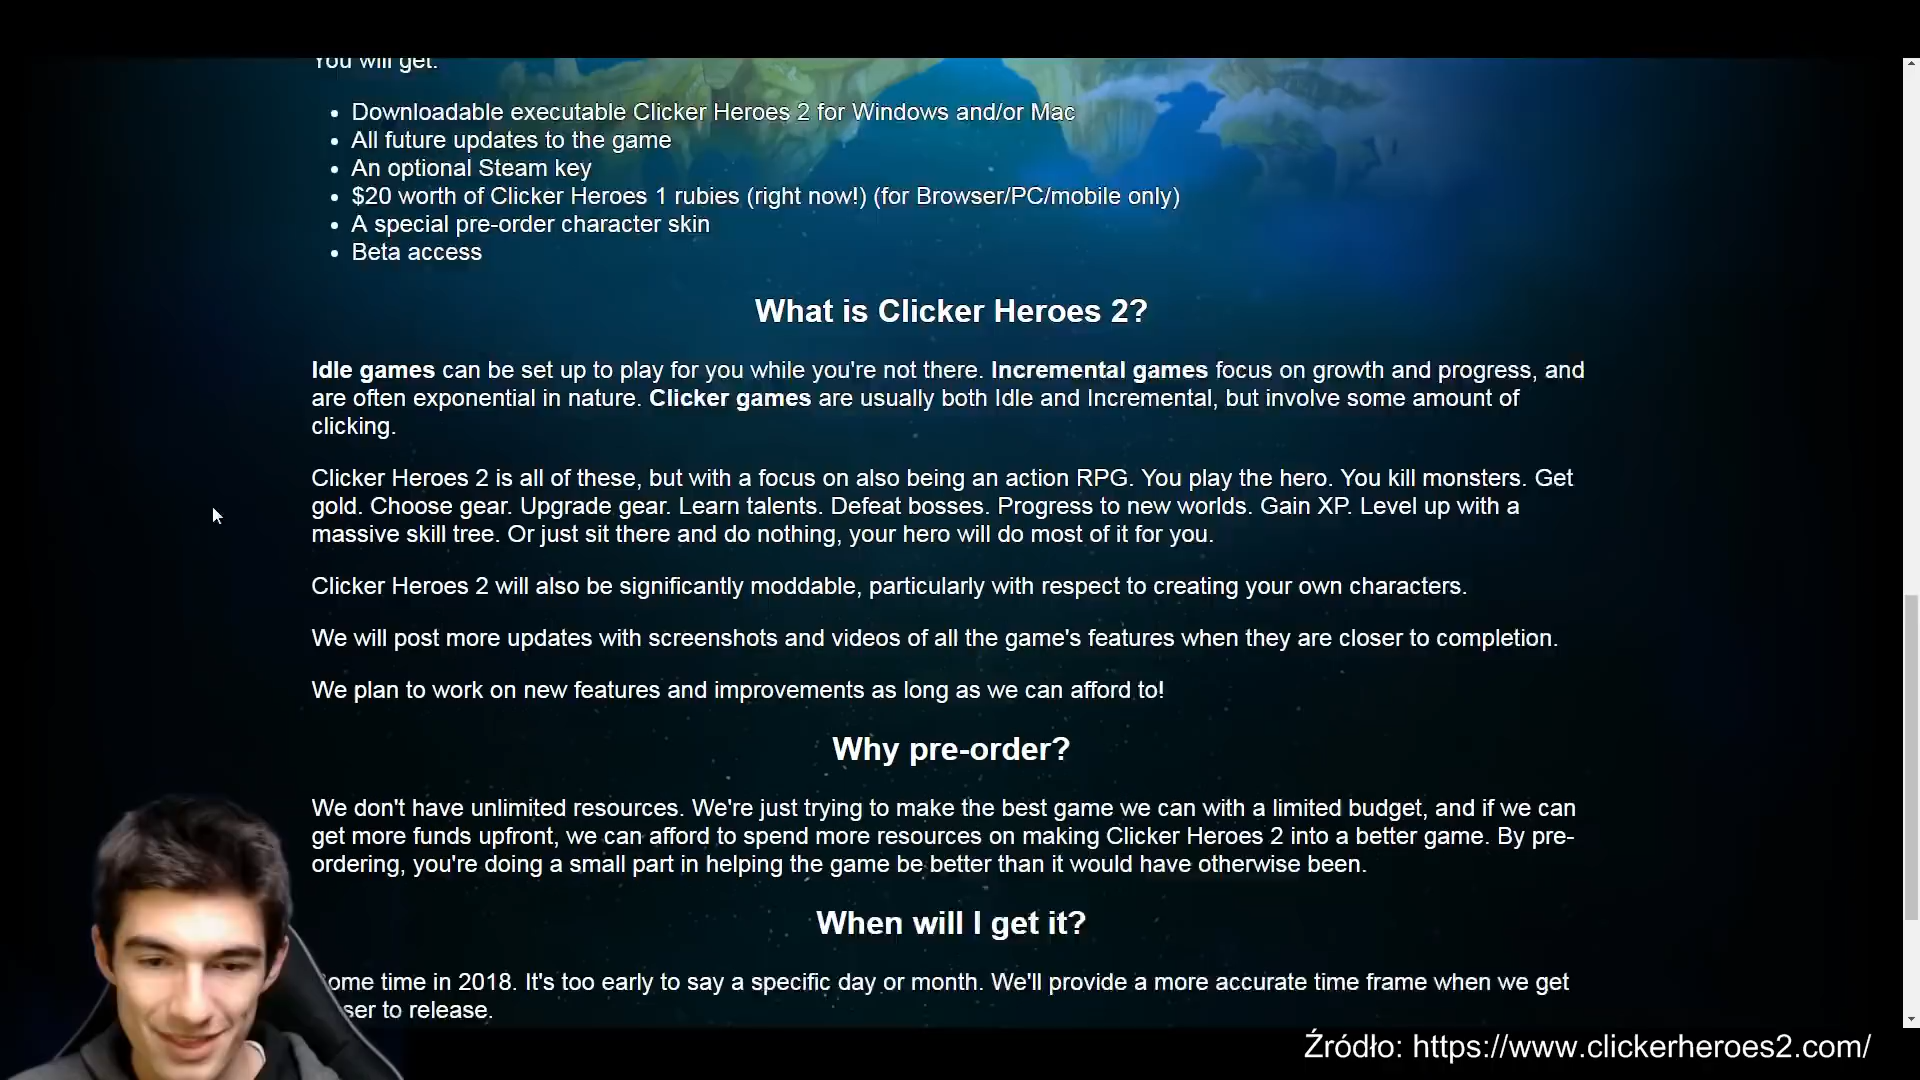 You will get:
Downloadable executable Clicker Heroes 2 for Windows and/or Mac
All future updates to the game
An optional Steam key
$20 worth of Clicker Heroes 1 rubies (right now!) (for Browser/PC/mobile only)
A special pre-order character skin
Beta access
What is Clicker Heroes 2?
Idle games can be set up to play for you while you're not there. Incremental games focus on growth and progress, and
are often exponential in nature. Clicker games are usually both Idle and Incremental, but involve some amount of
clicking.
Clicker Heroes 2 is all of these, but with a focus on also being an action RPG. You play the hero. You kill monsters. Get
gold. Choose gear. Upgrade gear. Learn talents. Defeat bosses. Progress to new worlds. Gain XP. Level up with a
massive skill tree. Or just sit there and do nothing, your hero will do most of it for you.
Clicker Heroes 2 will also be significantly moddable, particularly with respect to creating your own characters.
We will post more updates with screenshots and videos of all the game's features when they are closer to completion.
We plan to work on new features and improvements as long as we can afford to!
Why pre-order?
We don't have unlimited resources. We're just trying to make the best game we can with a limited budget, and if we can
get more funds upfront, we can afford to spend more resources on making Clicker Heroes 2 into a better game. By pre-
ordering, you're doing a small part in helping the game be better than it would have otherwise been.
When will I get it?
ome time in 2018. It's too early to say a specific day or month. We'll provide a more accurate time frame when we get
ser to release.
Źródło: https://www.clickerheroes2.com/